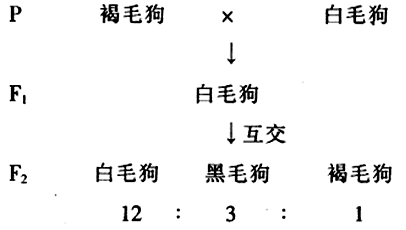 P 褐毛狗 × 白毛狗
↓
F₁ 白毛狗
↓互交
F₂ 白毛狗 黑毛狗 褐毛狗
12 : 3 : 1